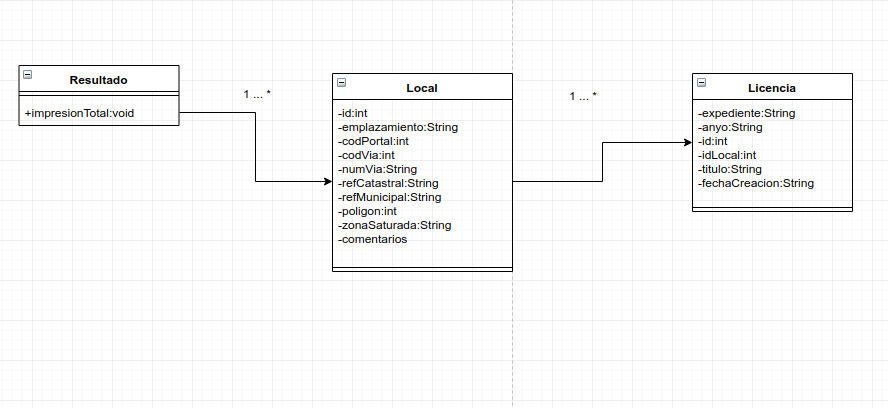 Resultado
+impresionTotal:void
1 ... *
Local
-id:int
-emplazamiento:String
-codPortal:int
-codVia:int
-numVia:String
-refCatastral:String
-refMunicipal:String
-poligon:int
-zonaSaturada:String
-comentarios
1 ... *
Licencia
-expediente:String
-anyo:String
-id:int
-idLocal:int
-titulo:String
-fechaCreacion:String